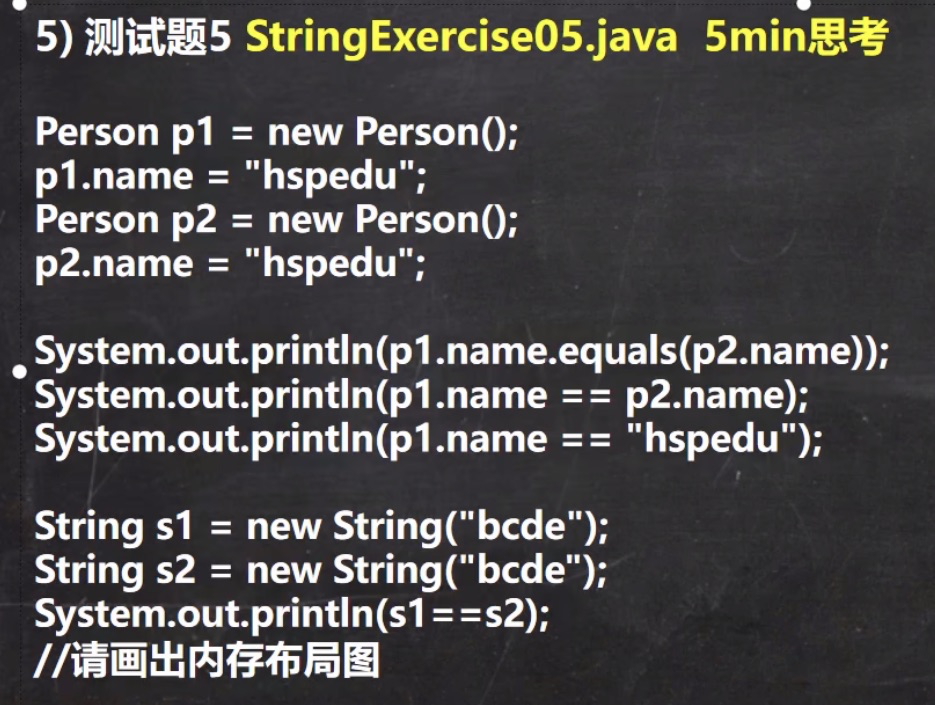 5) 测试题5 StringExercise05.java 5min思考
Person p1 = new Person();
p1.name = "hspedu";
Person p2 = new Person();
p2.name = "hspedu";
System.out.println(p1.name.equals(p2.name));
System.out.println(p1.name == p2.name);
System.out.println(p1.name == "hspedu");
String s1 = new String("bcde");
String s2 = new String("bcde");
System.out.println(s1==s2);
//请画出内存布局图